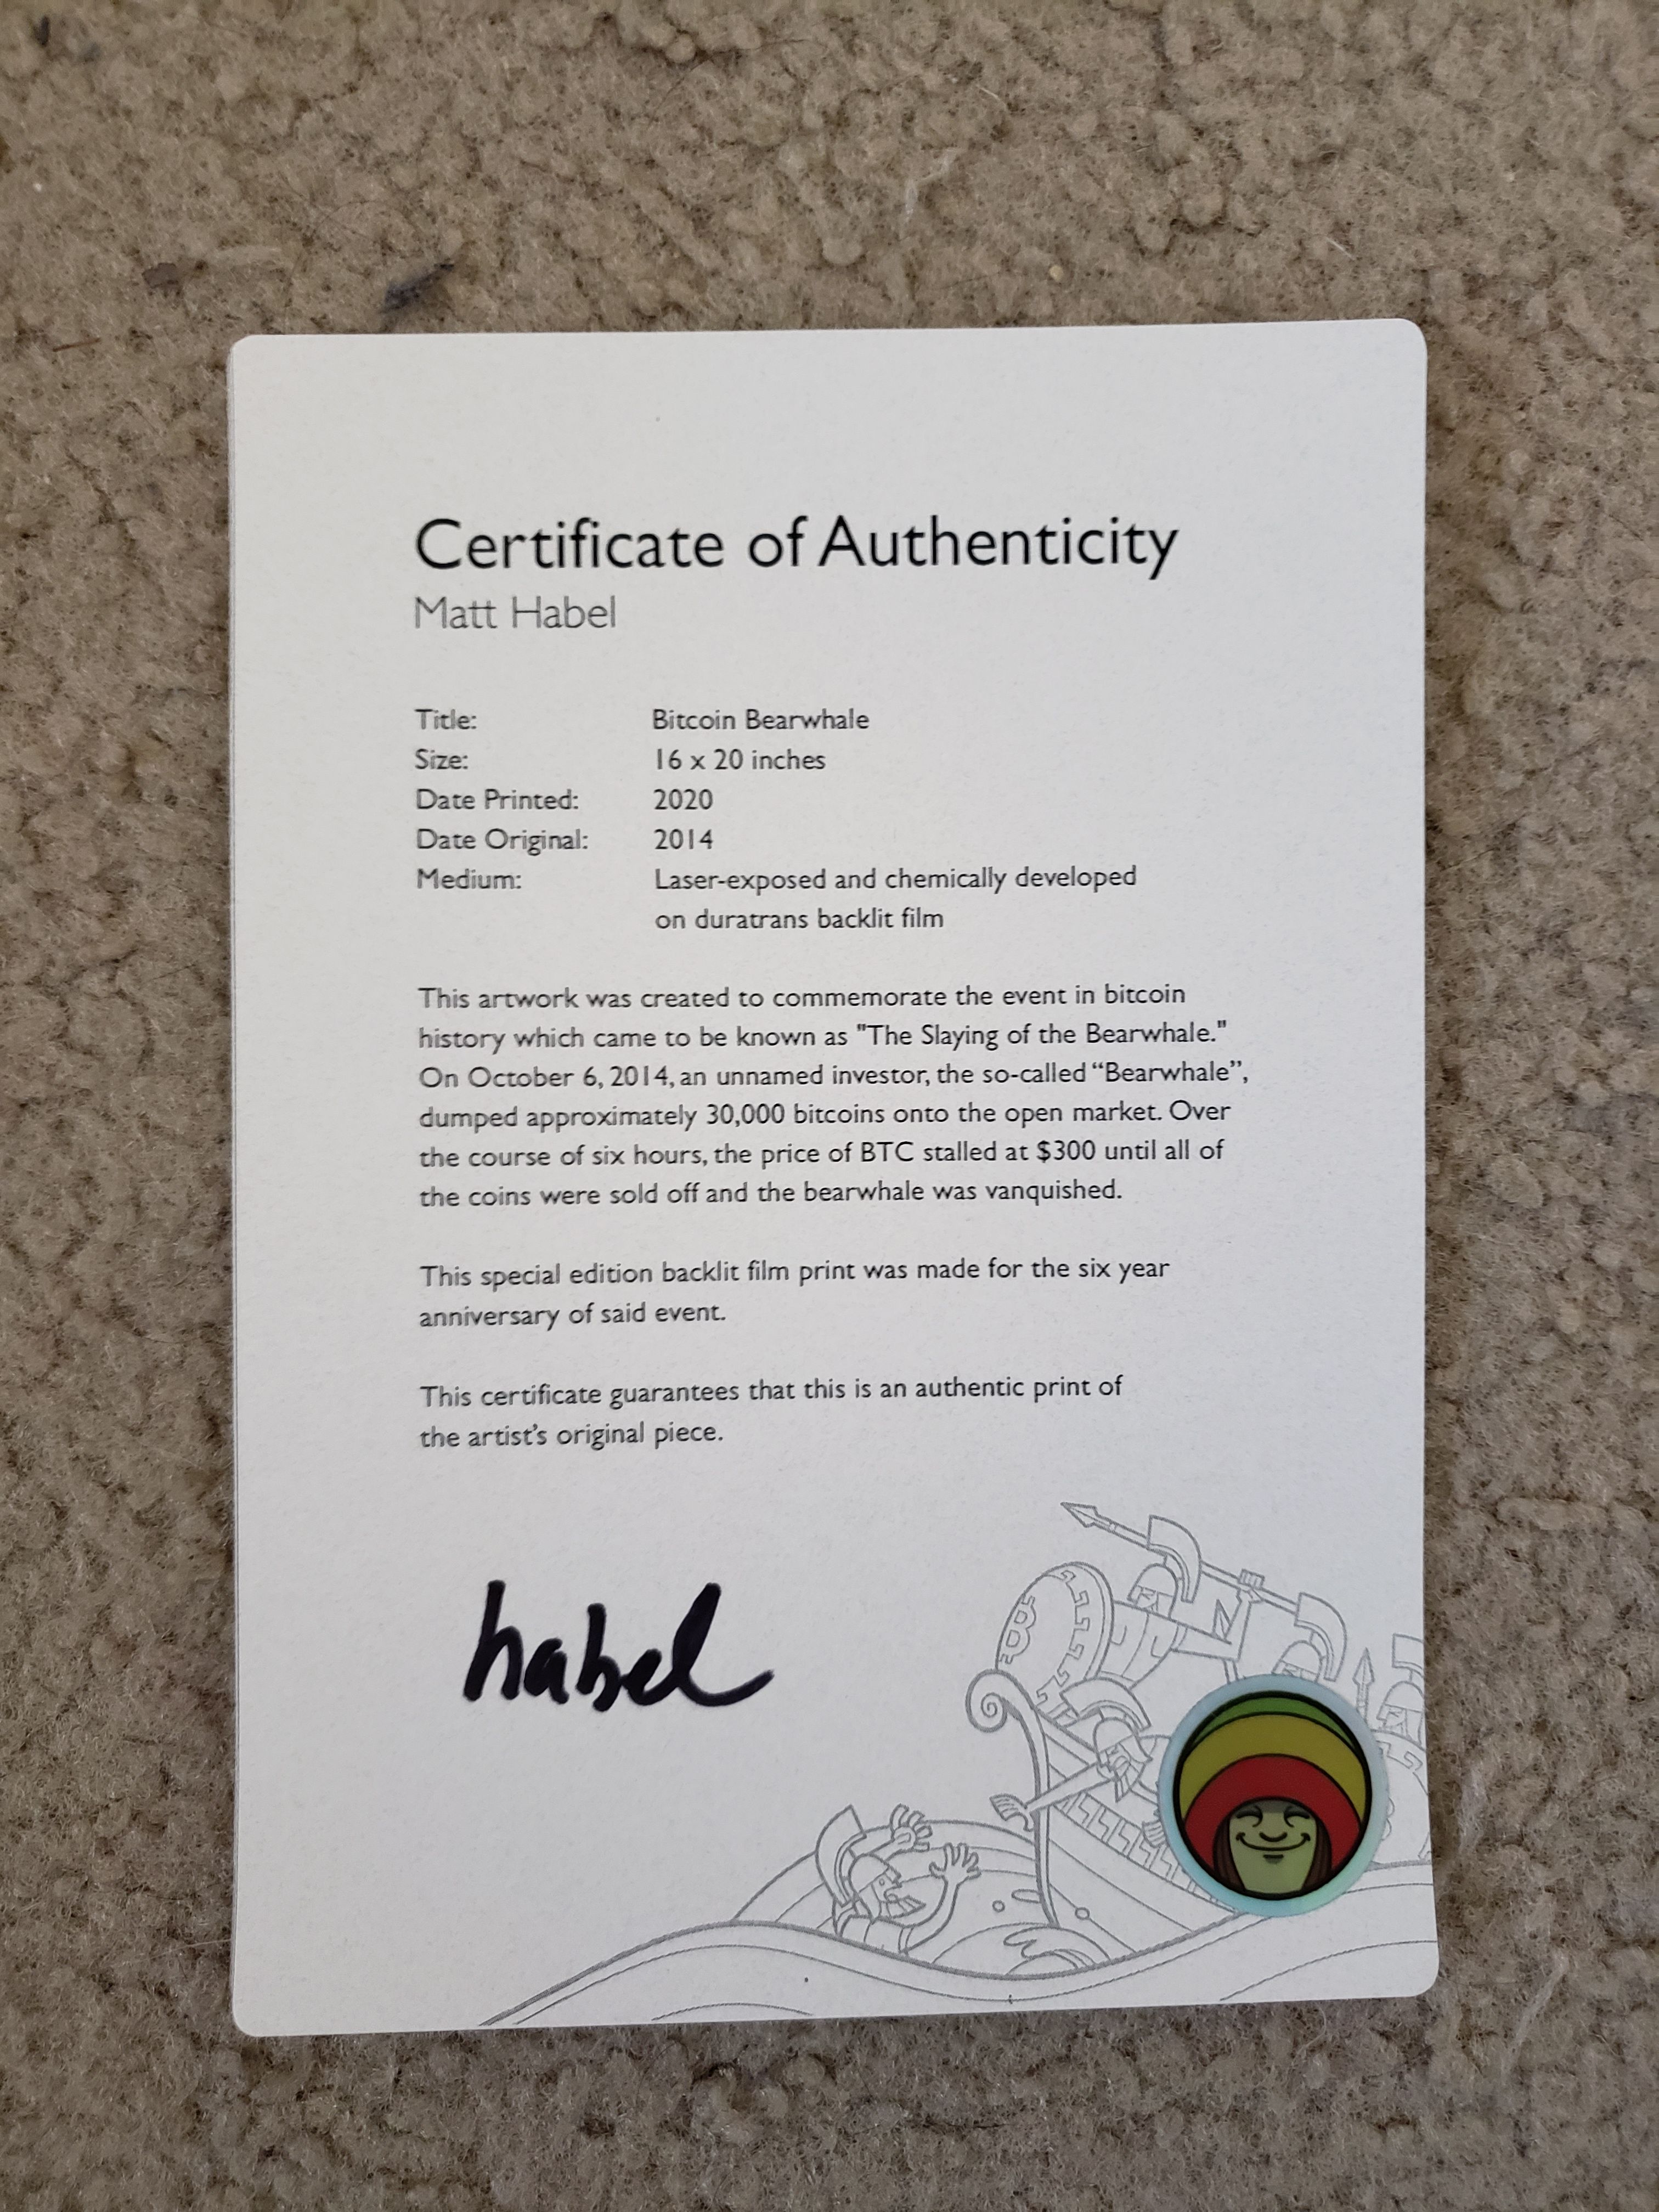 Certificate of Authenticity
Matt Habel
Title: Bitcoin Bearwhale
Size: 16 x 20 inches
Date Printed: 2020
Date Original: 2014
Medium: Laser-exposed and chemically developed
on duratrans backlit film
This artwork was created to commemorate the event in bitcoin
history which came to be known as "The Slaying of the Bearwhale."
On October 6, 2014, an unnamed investor, the so-called “Bearwhale”,
dumped approximately 30,000 bitcoins onto the open market. Over
the course of six hours, the price of BTC stalled at $300 until all of
the coins were sold off and the bearwhale was vanquished.
This special edition backlit film print was made for the six year
anniversary of said event.
This certificate guarantees that this is an authentic print of
the artist’s original piece.
habel